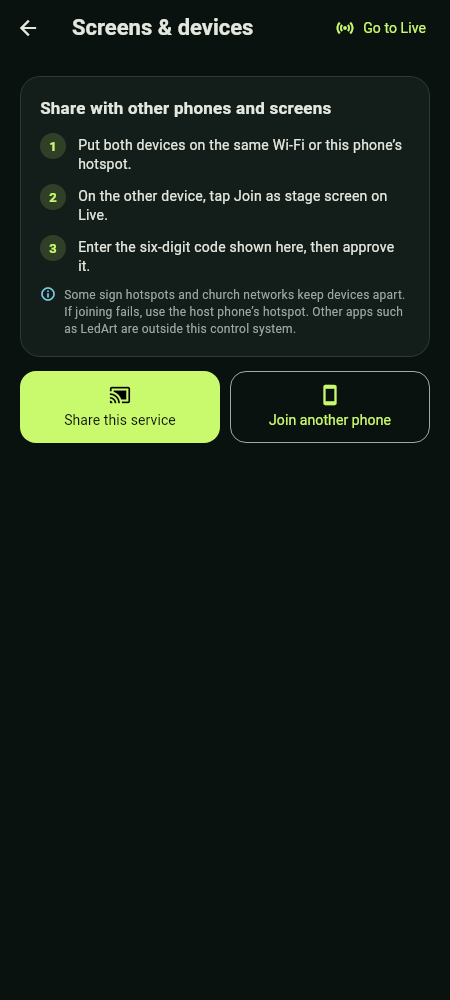 Screens & devices
Go to Live
Share with other phones and screens
1
Put both devices on the same Wi-Fi or this phone’s
hotspot.
2
On the other device, tap Join as stage screen on
Live.
3
Enter the six-digit code shown here, then approve
it.
Some sign hotspots and church networks keep devices apart.
If joining fails, use the host phone’s hotspot. Other apps such
as LedArt are outside this control system.
Share this service
Join another phone